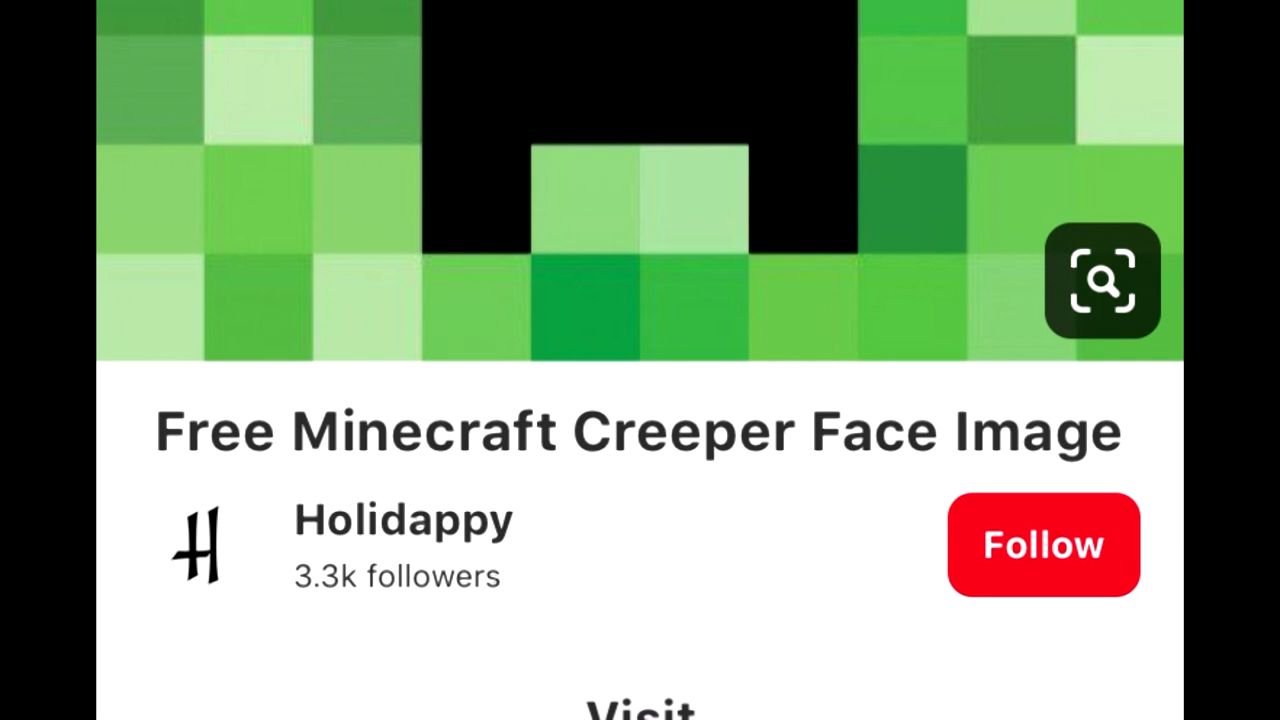 Free Minecraft Creeper Face Image
H
Holidappy
3.3k followers
Follow
Visit